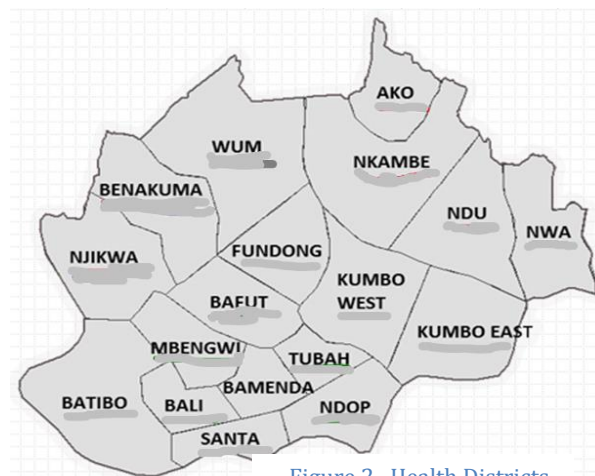 AKO
WUM
NKAMBE
BENAKUMA
NDU
NWA
FUNDONG
NJIKWA
KUMBO
WEST
BAFUT
KUMBO EAST
MBENGWI
TUBAH
BAMENDA
BATIBO
BALI
NDOP
SANTA
Figure 2 Health Districts